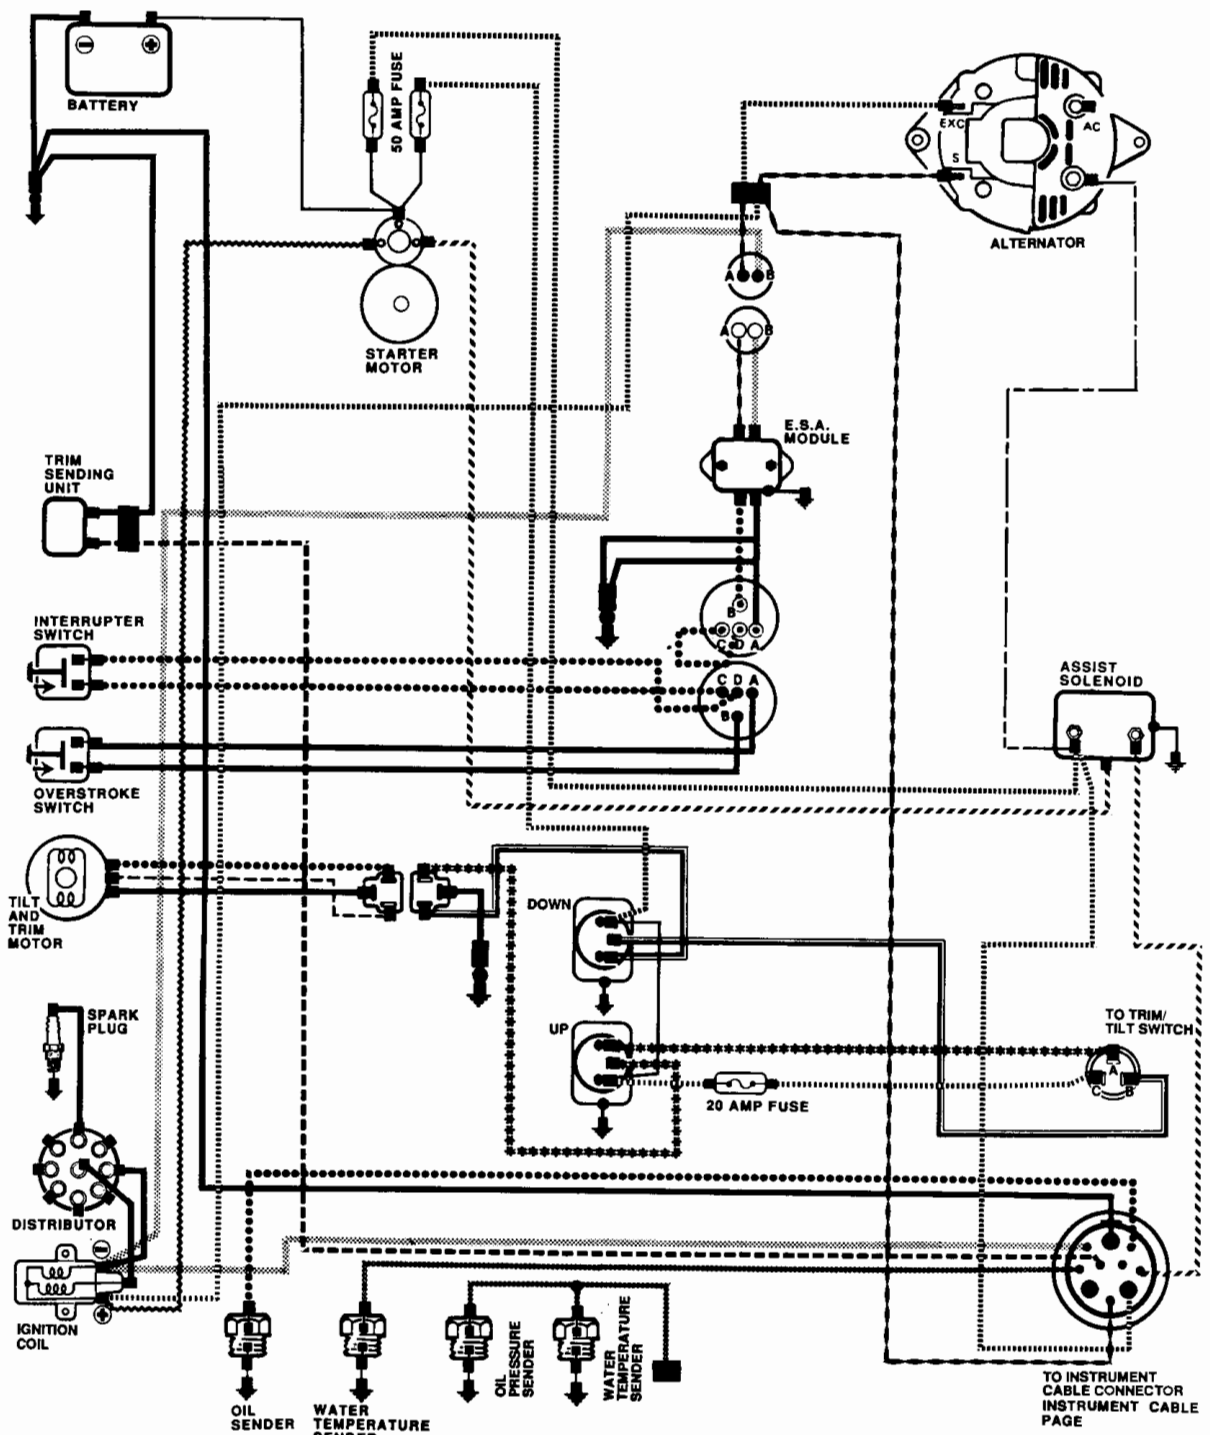 BATTERY
50 AMP FUSE
STARTER
MOTOR
EXC
AC
S
ALTERNATOR
A B
A B
E.S.A.
MODULE
TRIM
SENDING
UNIT
INTERRUPTER
SWITCH
B
C D A
C D A
B
ASSIST
SOLENOID
OVERSTROKE
SWITCH
TILT
AND
TRIM
MOTOR
DOWN
UP
SPARK
PLUG
TO TRIM/
TILT SWITCH
A
C B
20 AMP FUSE
DISTRIBUTOR
IGNITION
COIL
OIL
SENDER
WATER
TEMPERATURE
OIL
PRESSURE
SENDER
WATER
TEMPERATURE
SENDER
TO INSTRUMENT
CABLE CONNECTOR
INSTRUMENT CABLE
PAGE